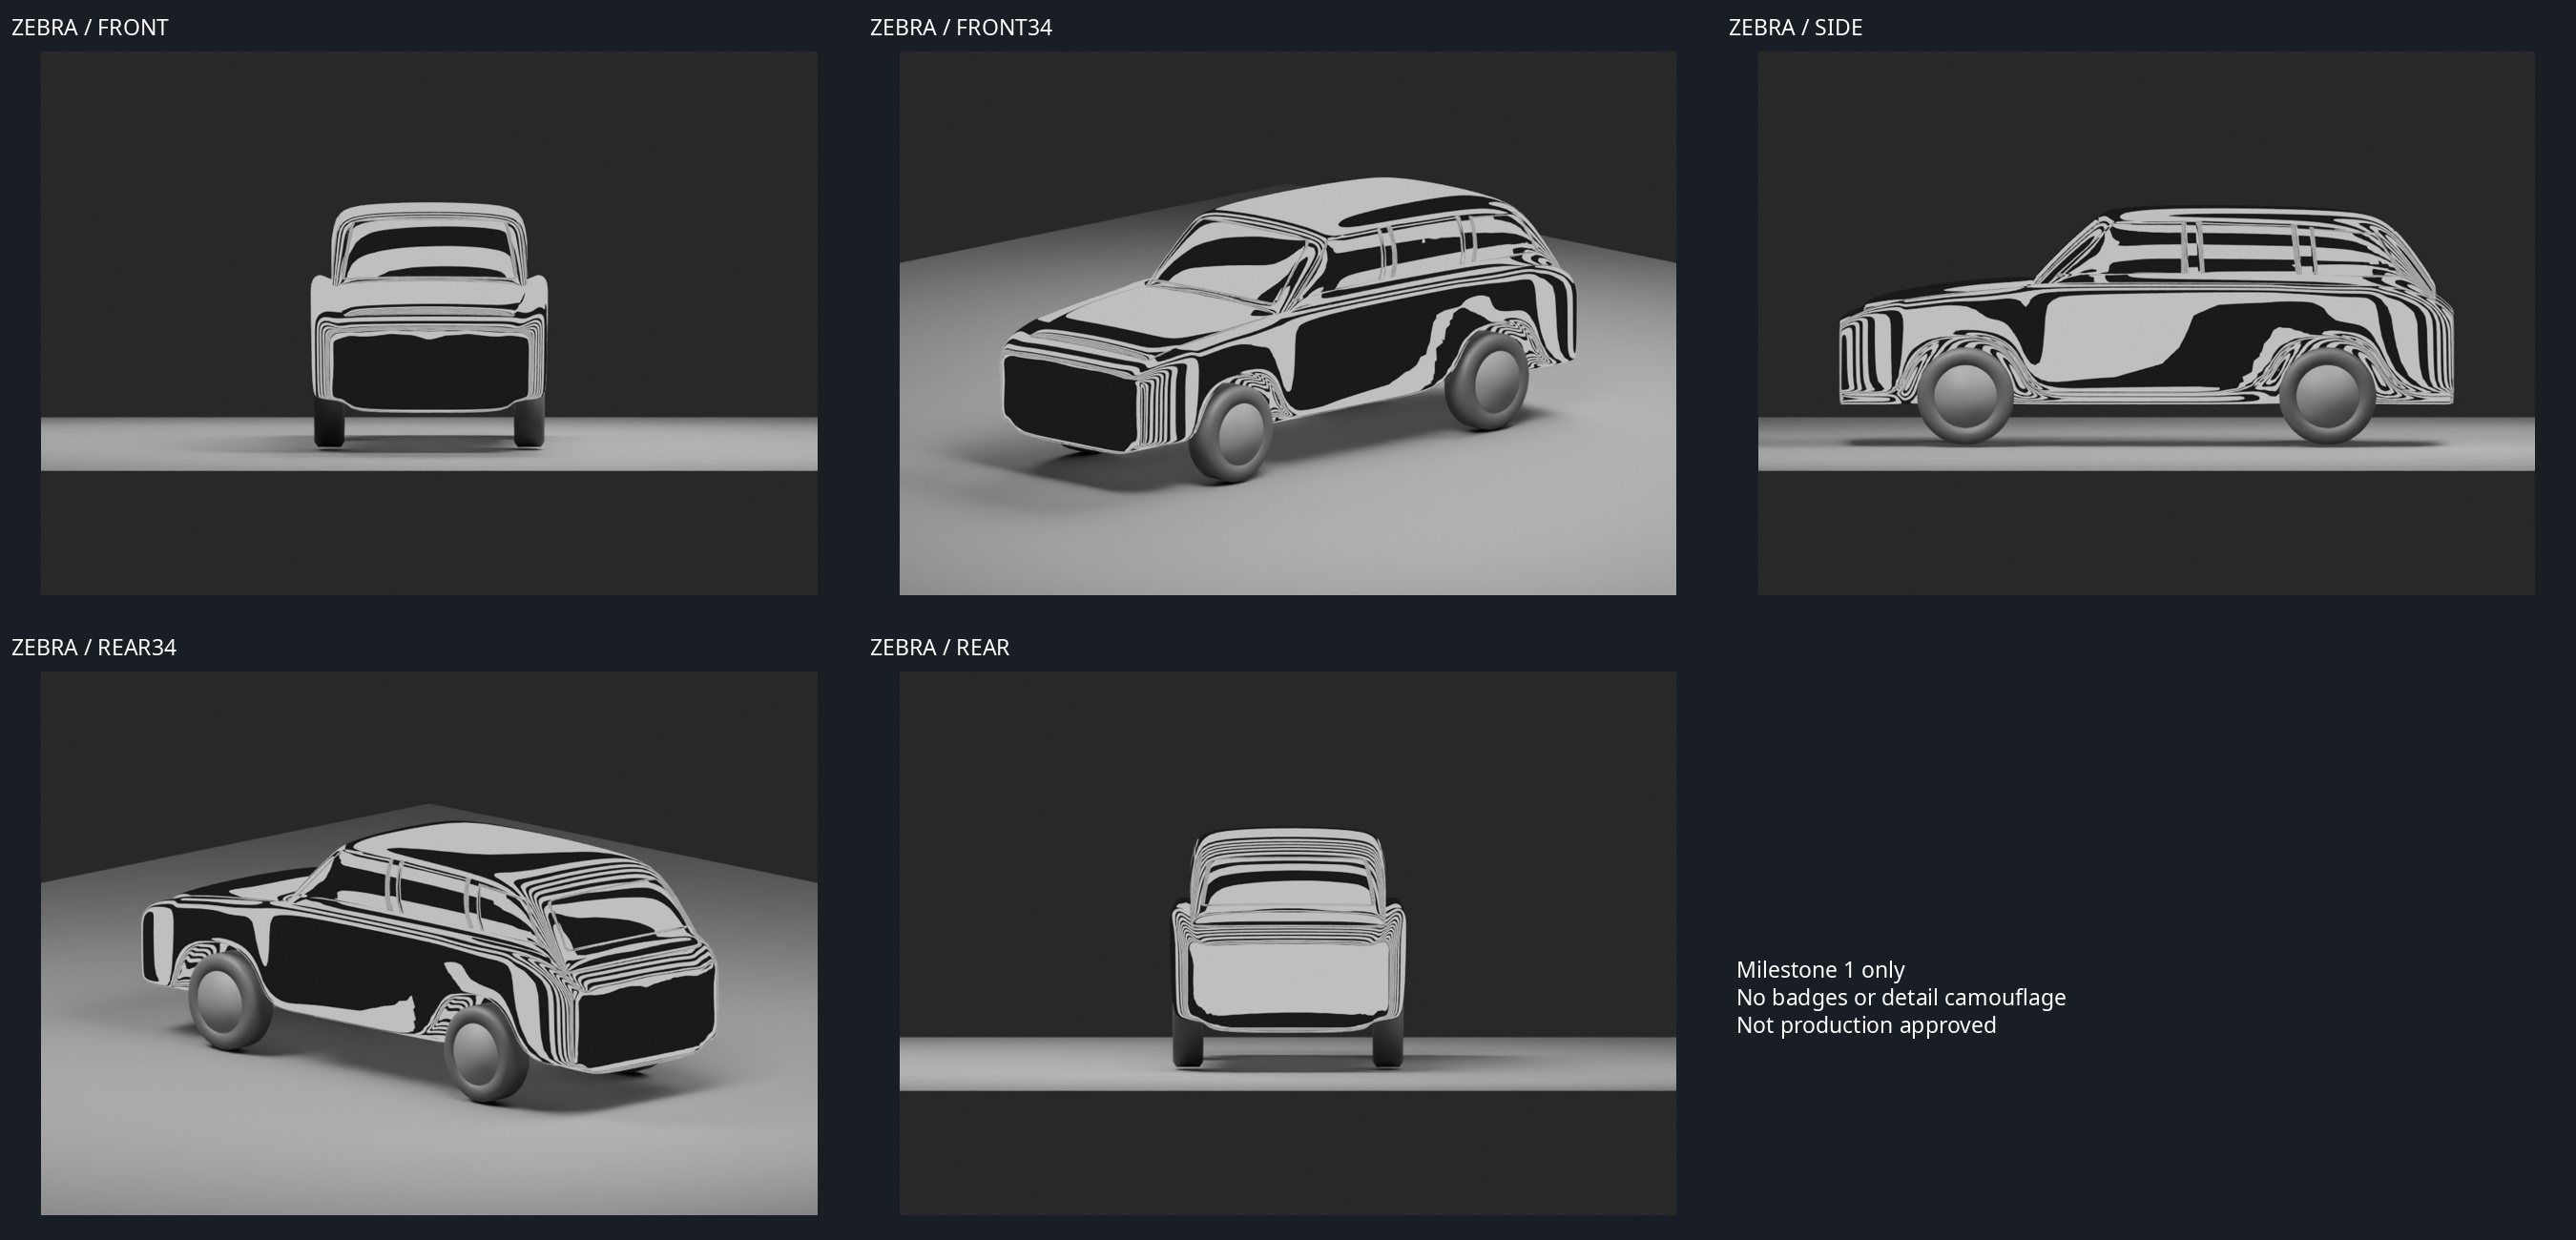 ZEBRA / FRONT
ZEBRA / FRONT34
ZEBRA / SIDE
ZEBRA / REAR34
ZEBRA / REAR
Milestone 1 only
No badges or detail camouflage
Not production approved